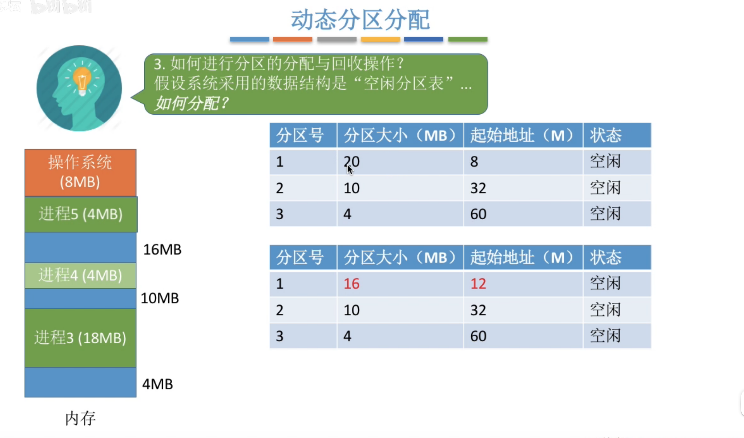 动态分区分配
3. 如何进行分区的分配与回收操作？
假设系统采用的数据结构是“空闲分区表”...
如何分配？
操作系统
(8MB)
进程5 (4MB)
16MB
进程4 (4MB)
10MB
进程3 (18MB)
4MB
内存
分区号 分区大小（MB） 起始地址（M） 状态
1 20 8 空闲
2 10 32 空闲
3 4 60 空闲
分区号 分区大小（MB） 起始地址（M） 状态
1 16 12 空闲
2 10 32 空闲
3 4 60 空闲